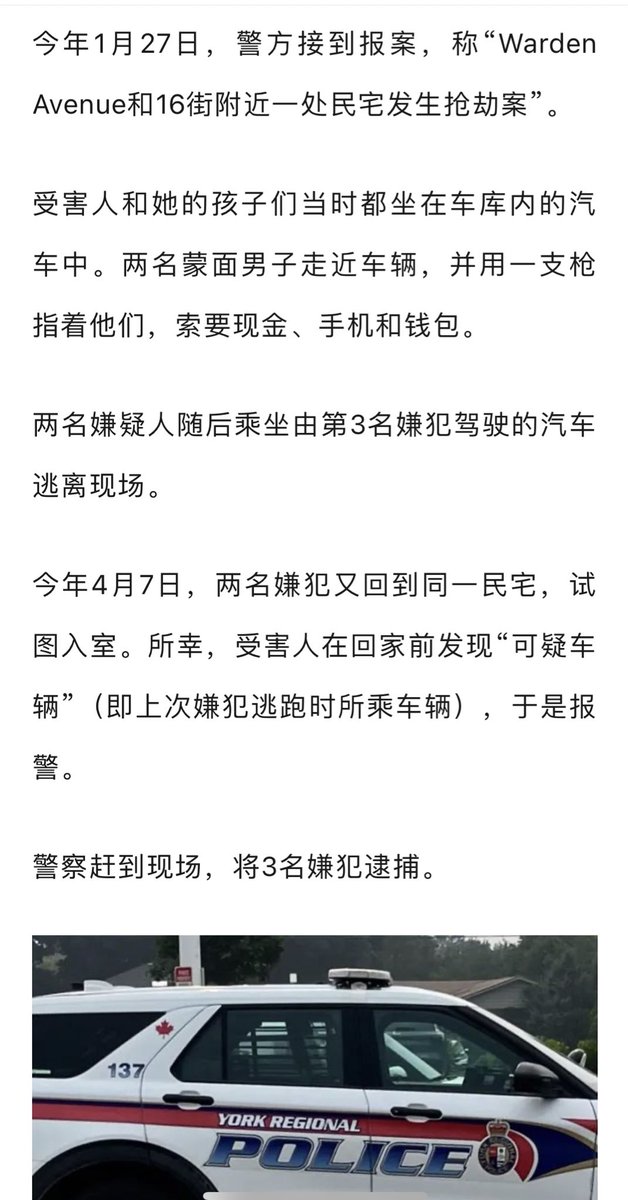 今年1月27日，警方接到报案，称“Warden
Avenue和16街附近一处民宅发生抢劫案”。
受害人和她的孩子们当时都坐在车库内的汽
车中。两名蒙面男子走近车辆，并用一支枪
指着他们，索要现金、手机和钱包。
两名嫌疑人随后乘坐由第3名嫌犯驾驶的汽车
逃离现场。
今年4月7日，两名嫌犯又回到同一民宅，试
图入室。所幸，受害人在回家前发现“可疑车
辆”（即上次嫌犯逃跑时所乘车辆），于是报
警。
警察赶到现场，将3名嫌犯逮捕。
137
YORK REGIONAL
POLICE